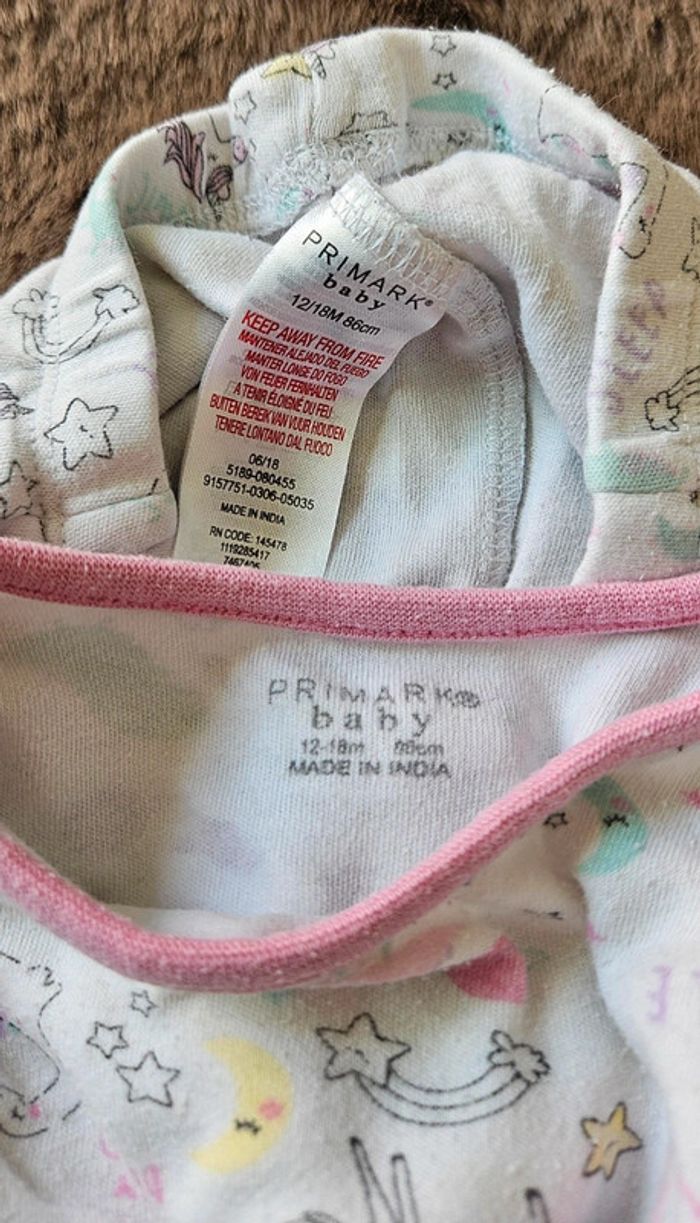 PRIMARK®
baby
12/18M 86cm
KEEP AWAY FROM FIRE
MANTENER ALEJADO DEL FUEGO
MANTER LONGE DO FOGO
VON FEUER FERNHALTEN
A TENIR ÉLOIGNÉ DU FEU
BUITEN BEREIK VAN VUUR HOUDEN
TENERE LONTANO DAL FUOCO
06/18
5189-080455
9157751-0306-05035
MADE IN INDIA
RN CODE: 145478
1119285417
PRIMARK®
baby
12-18m 86cm
MADE IN INDIA